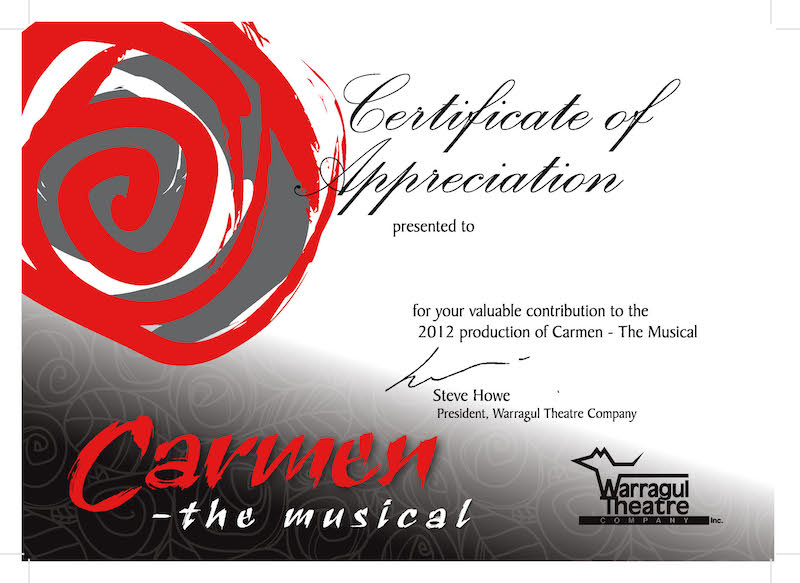 Certificate of
Appreciation
presented to
for your valuable contribution to the
2012 production of Carmen - The Musical
Steve Howe
President, Warragul Theatre Company
Carmen
-the musical
Warragul
Theatre
COMPANY Inc.